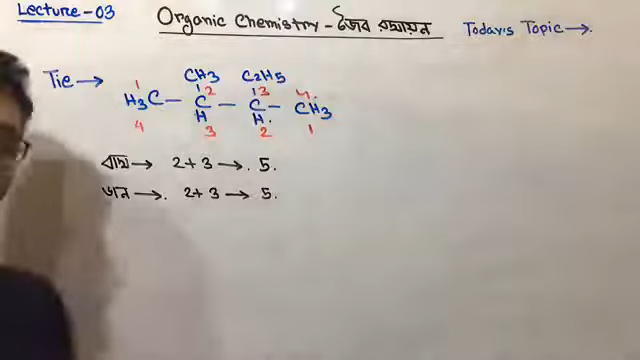 Lecture-03
Organic Chemistry - জৈব রসায়ন
Today's Topic →.
Tie →
CH3 C2H5
1 2 3 4.
H3C — C — C — CH3
H H.
4 3 2 1
বাম → 2+3 → . 5.
ডান →. 2+3 → 5.